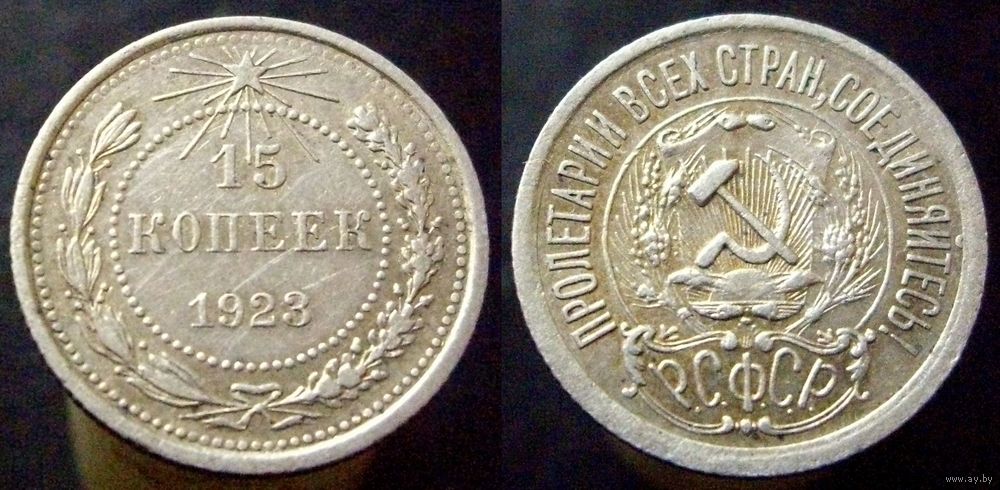 15
КОПЕЕК
1923
ПРОЛЕТАРИИ ВСЕХ СТРАН, СОЕДИНЯЙТЕСЬ!
Р.С.Ф.С.Р.
www.ay.by